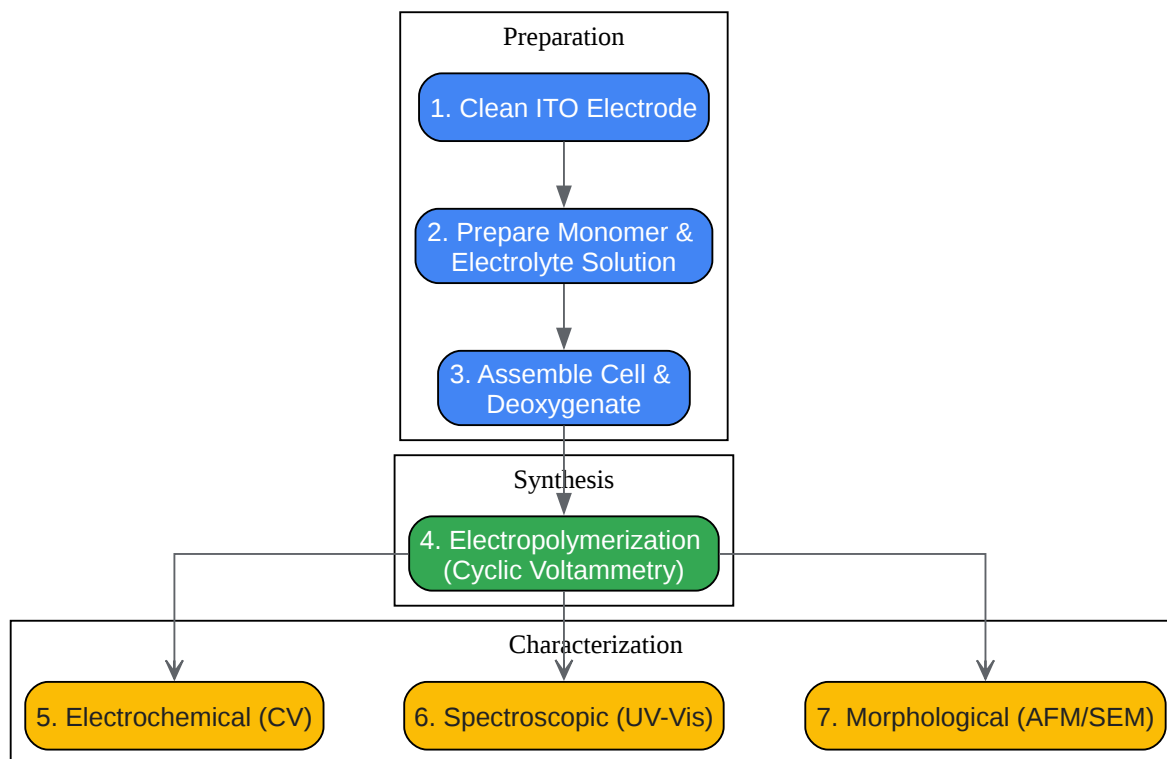 Preparation
1. Clean ITO Electrode
2. Prepare Monomer &
Electrolyte Solution
3. Assemble Cell &
Deoxygenate
Synthesis
4. Electropolymerization
(Cyclic Voltammetry)
Characterization
5. Electrochemical (CV)
6. Spectroscopic (UV-Vis)
7. Morphological (AFM/SEM)